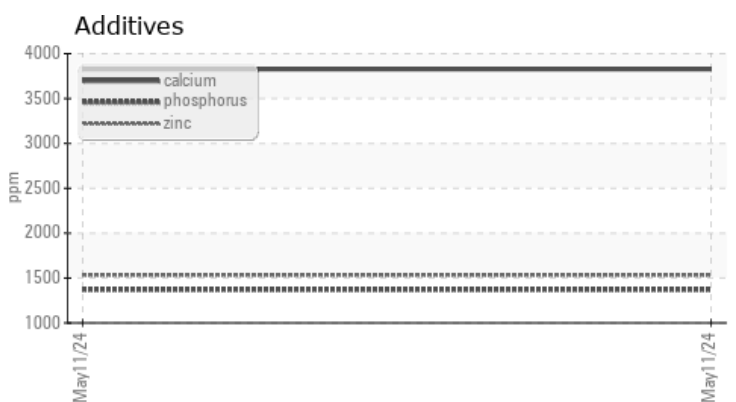 Additives
4000
3500
3000
2500
2000
1500
1000
ppm
calcium
phosphorus
zinc
May11/24
May11/24